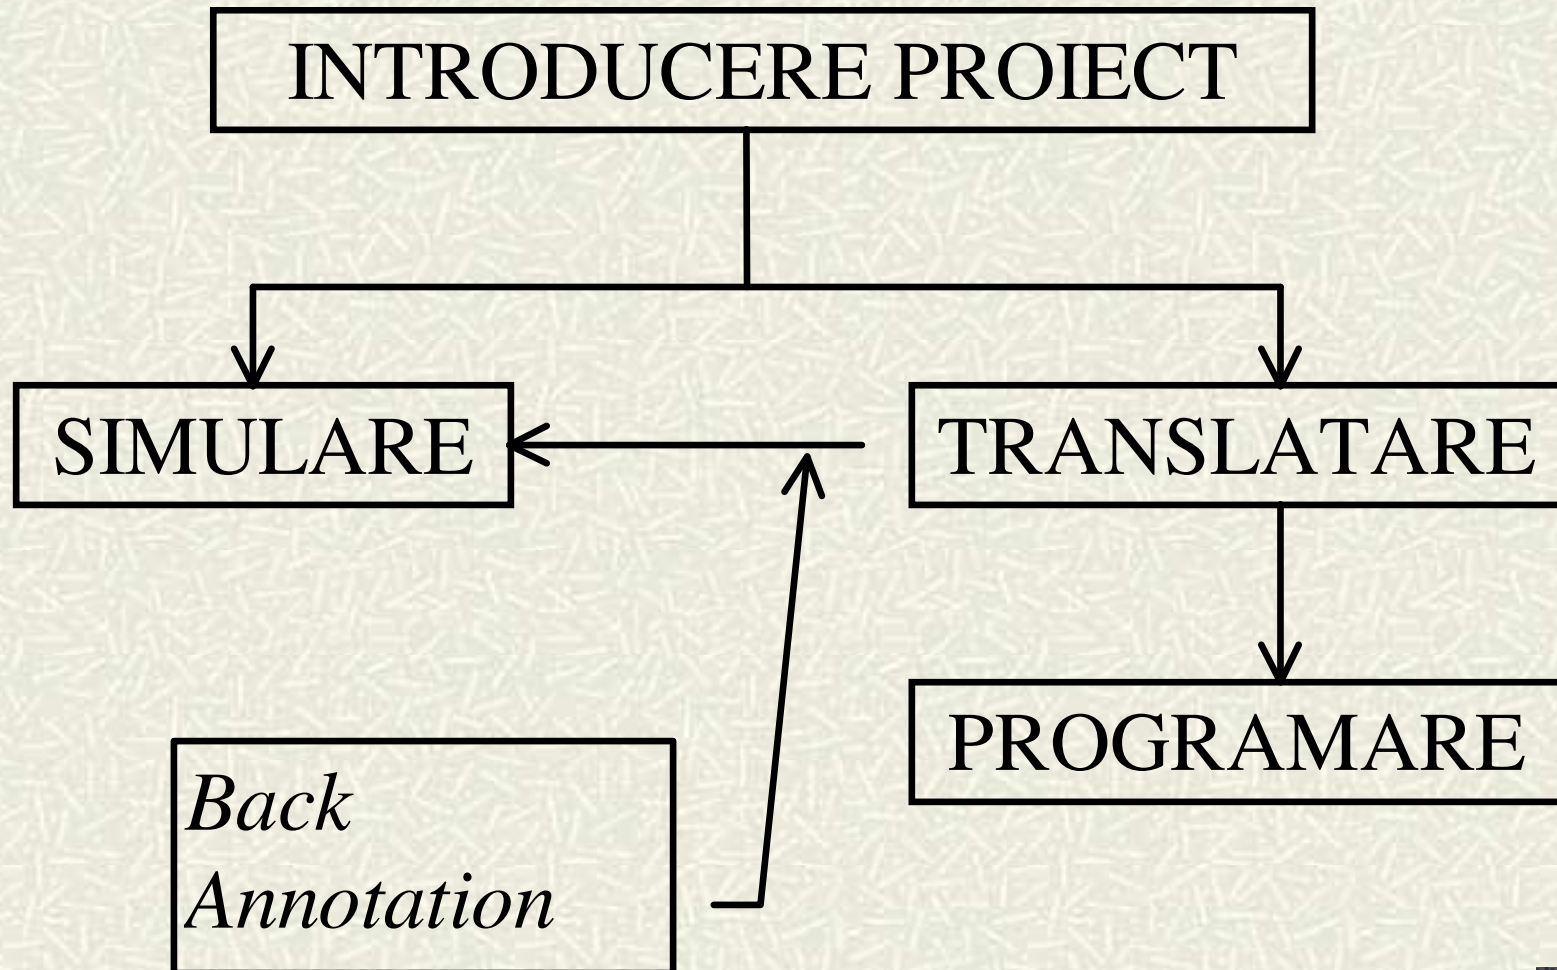 INTRODUCERE PROIECT
SIMULARE
TRANSLATARE
PROGRAMARE
Back
Annotation